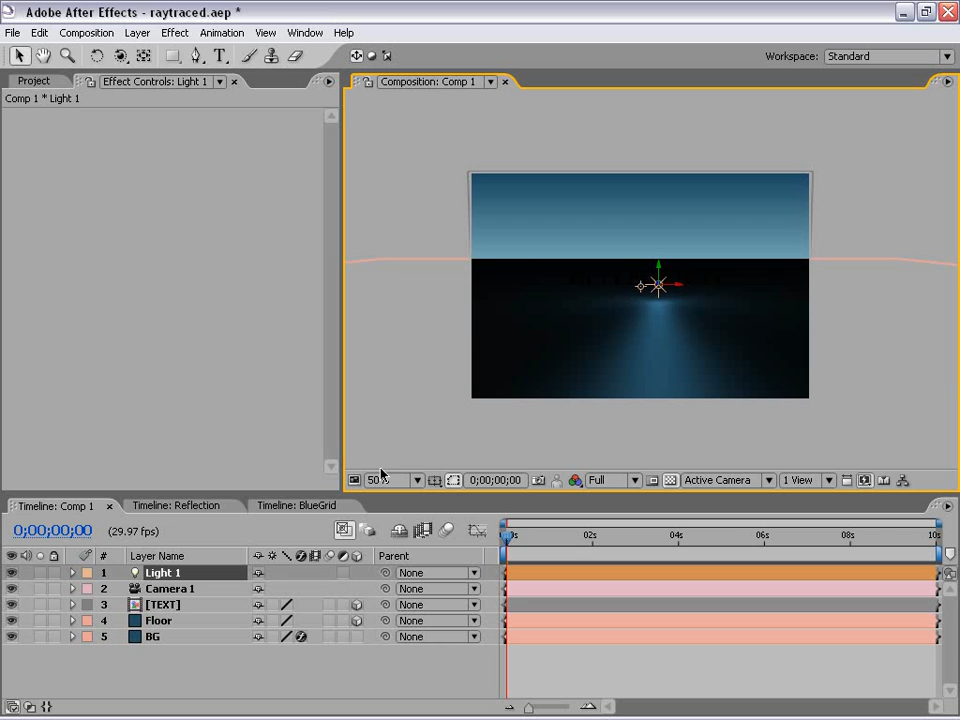 Adobe After Effects - raytraced.aep *
File Edit Composition Layer Effect Animation View Window Help
T
Workspace: Standard
Project Effect Controls: Light 1
Composition: Comp 1
Comp 1 * Light 1
50%
0;00;00;00
Full
Active Camera
1 View
Timeline: Comp 1
Timeline: Reflection
Timeline: BlueGrid
0;00;00;00
(29.97 fps)
02s 04s 06s 08s 10s
# Layer Name Parent
1 Light 1 None
2 Camera 1 None
3 [TEXT] None
4 Floor None
5 BG None